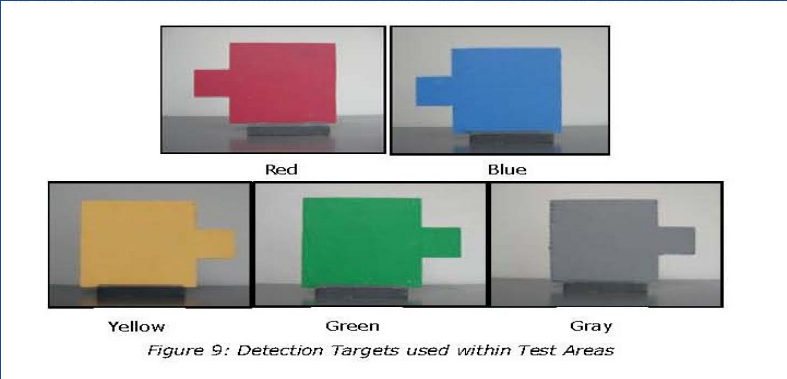 Red Blue
Yellow Green Gray
Figure 9: Detection Targets used within Test Areas